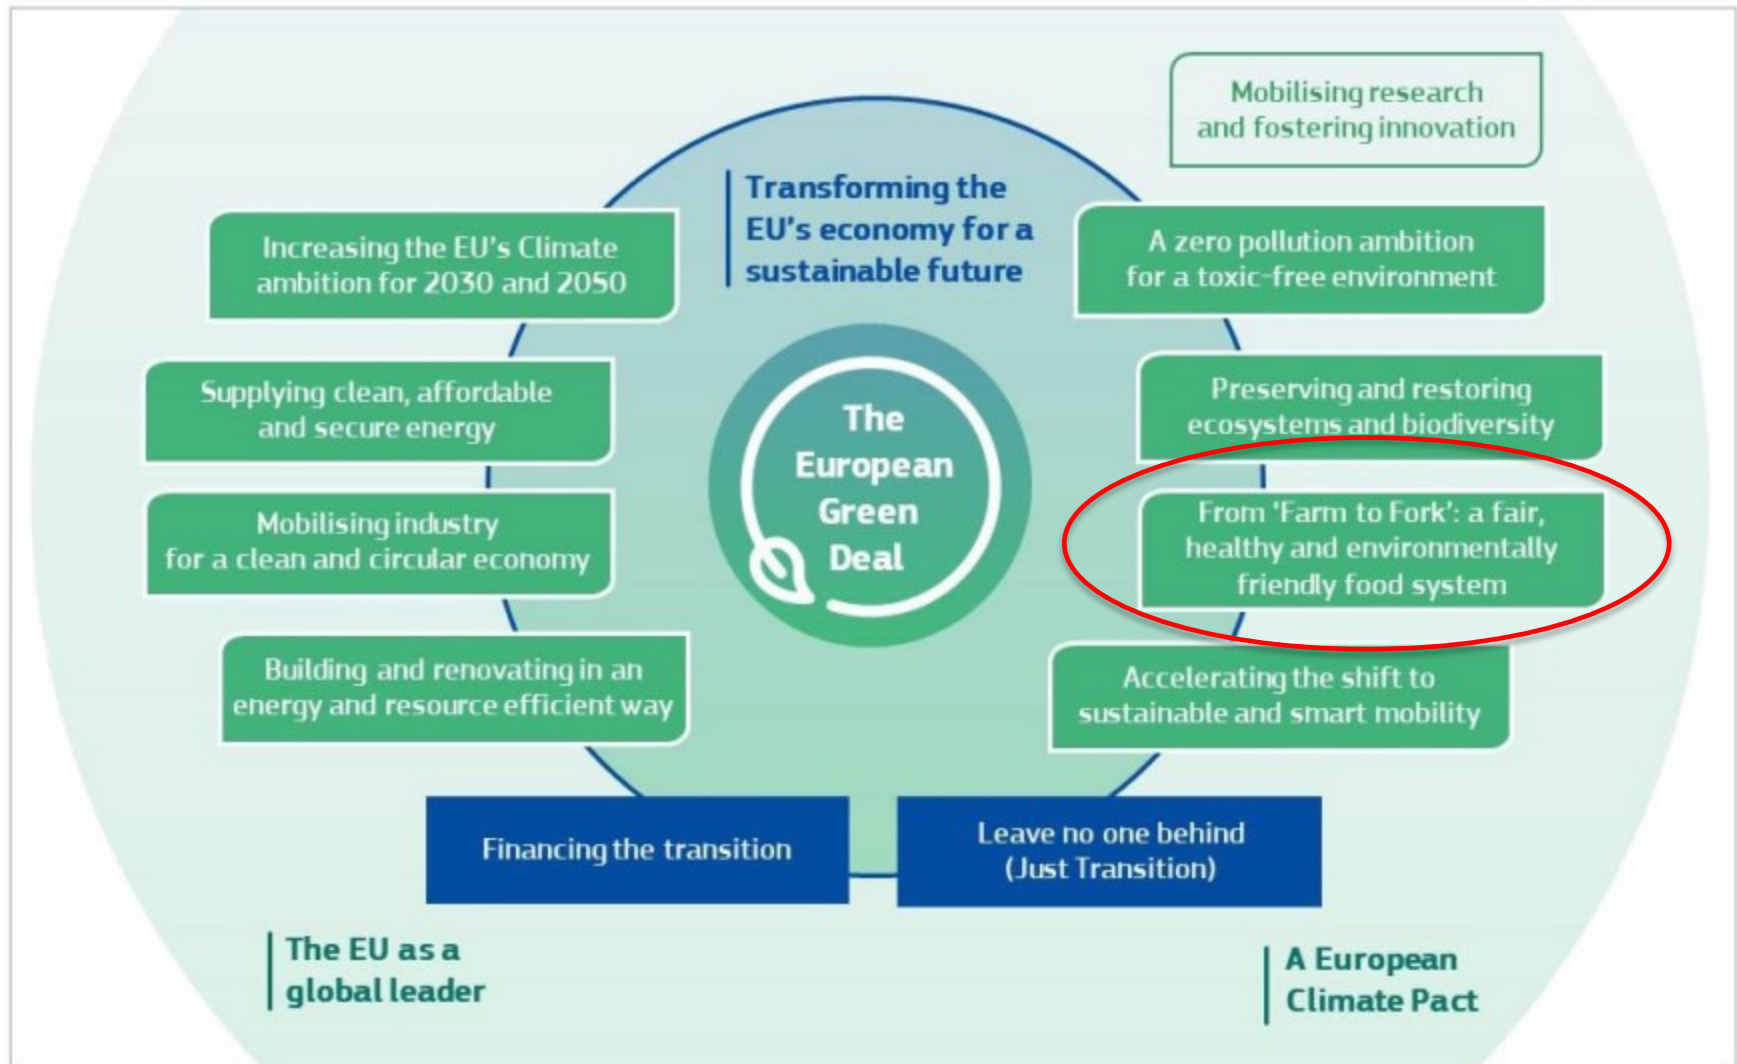 Mobilising research
and fostering innovation
Transforming the
EU's economy for a
sustainable future
Increasing the EU's Climate
ambition for 2030 and 2050
A zero pollution ambition
for a toxic-free environment
Supplying clean, affordable
and secure energy
Preserving and restoring
ecosystems and biodiversity
The
European
Green
Deal
Mobilising industry
for a clean and circular economy
From ‘Farm to Fork’: a fair,
healthy and environmentally
friendly food system
Building and renovating in an
energy and resource efficient way
Accelerating the shift to
sustainable and smart mobility
Financing the transition
Leave no one behind
(Just Transition)
The EU as a
global leader
A European
Climate Pact